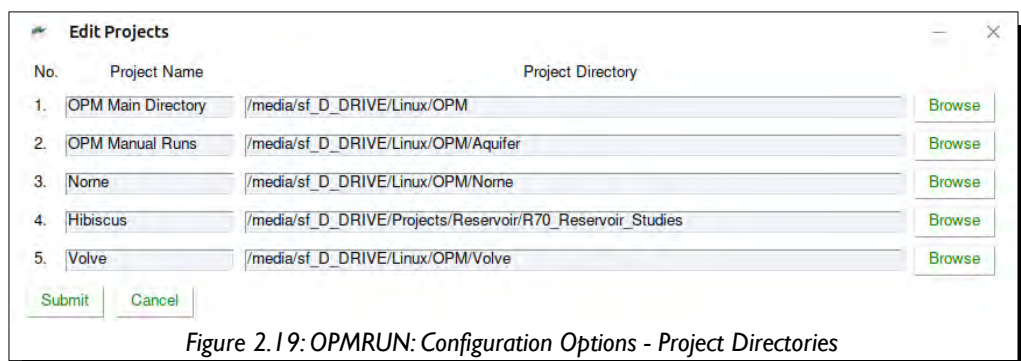 Edit Projects
No. Project Name Project Directory
1. OPM Main Directory /media/sf_D_DRIVE/Linux/OPM Browse
2. OPM Manual Runs /media/sf_D_DRIVE/Linux/OPM/Aquifer Browse
3. Norne /media/sf_D_DRIVE/Linux/OPM/Norne Browse
4. Hibiscus /media/sf_D_DRIVE/Projects/Reservoir/R70_Reservoir_Studies Browse
5. Volve /media/sf_D_DRIVE/Linux/OPM/Volve Browse
Submit Cancel
Figure 2.19: OPMRUN: Configuration Options - Project Directories